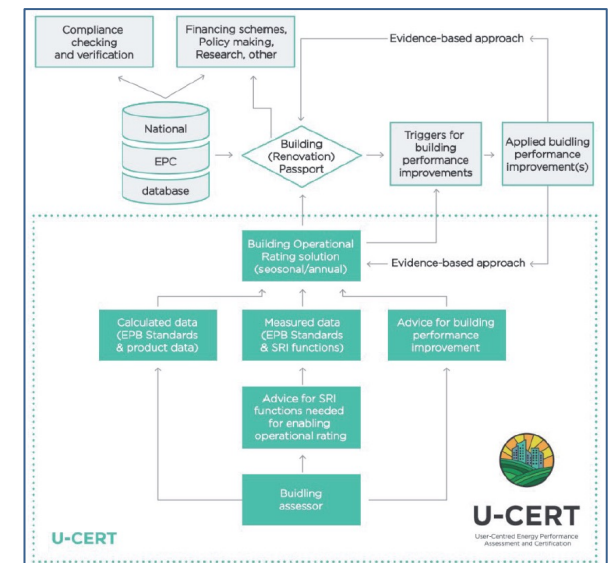 Compliance
checking
and verification
Financing schemes,
Policy making,
Research, other
Evidence-based approach
National
EPC
database
Building
(Renovation)
Passport
Triggers for
building
performance
improvements
Applied buidling
performance
improvement(s)
Building Operational
Rating solution
(seosonal/annual)
Evidence-based approach
Calculated data
(EPB Standards
& product data)
Measured data
(EPB Standards
& SRI functions)
Advice for building
performance
improvement
Advice for SRI
functions needed
for enabling
operational rating
Buidling
assessor
U-CERT
U-CERT
User-Centred Energy Performance
Assessment and Certification